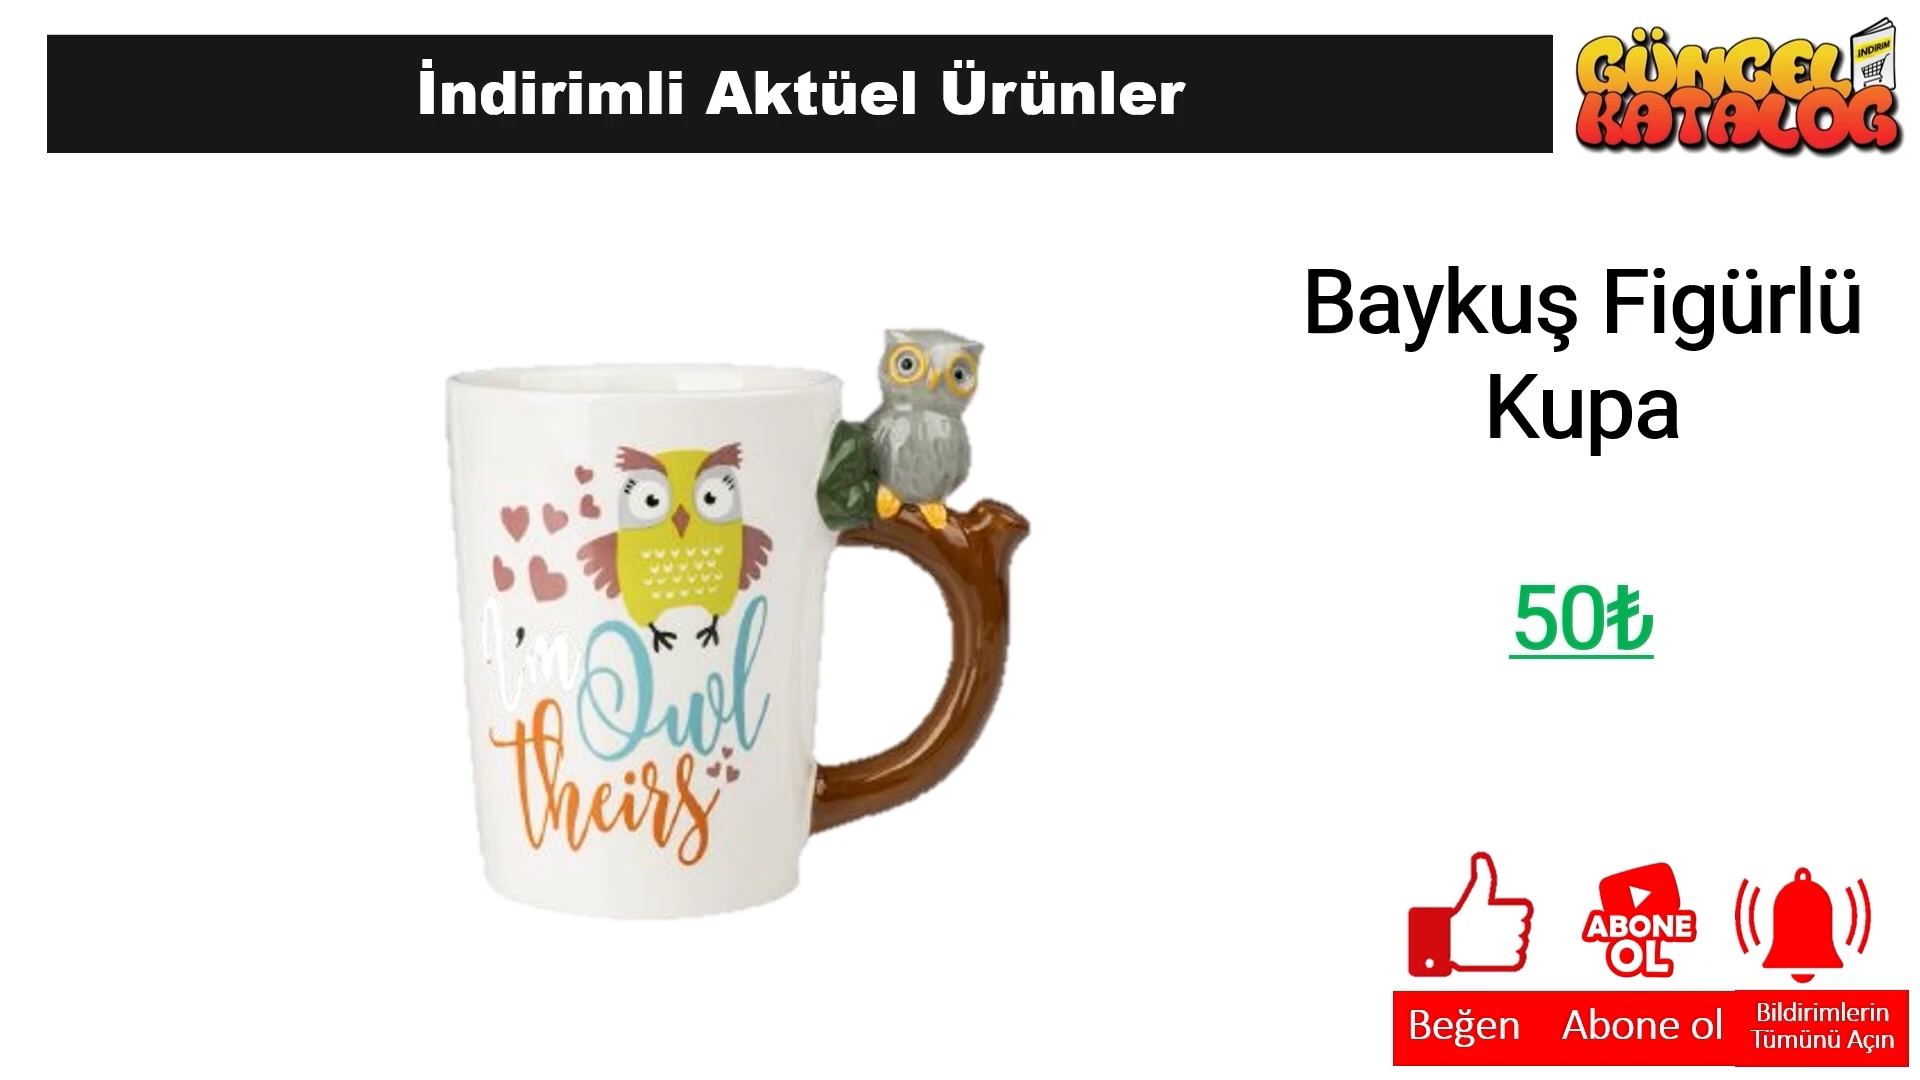 İndirimli Aktüel Ürünler
GÜNCEL
KATALOG
İNDİRİM
Baykuş Figürlü
Kupa
50₺
I'm Owl
theirs
ABONE
OL
Beğen
Abone ol
Bildirimlerin
Tümünü Açın